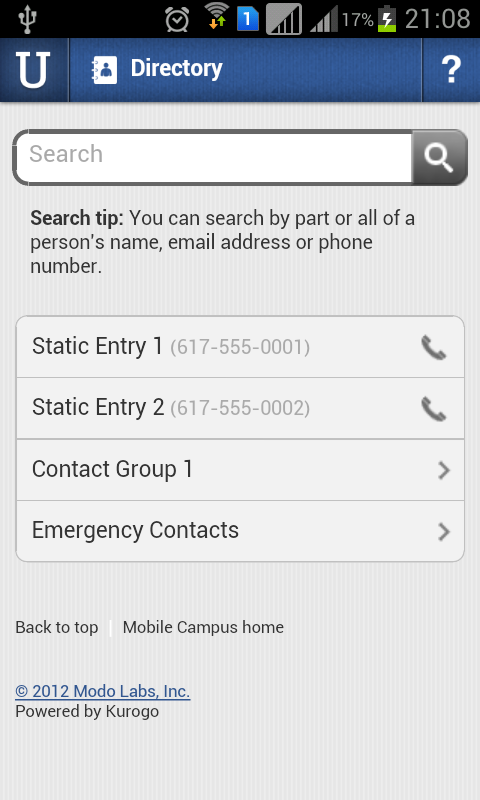 1 17% 21:08
U Directory ?
Search
Search tip: You can search by part or all of a
person's name, email address or phone
number.
Static Entry 1 (617-555-0001)
Static Entry 2 (617-555-0002)
Contact Group 1
Emergency Contacts
Back to top Mobile Campus home
© 2012 Modo Labs, Inc.
Powered by Kurogo